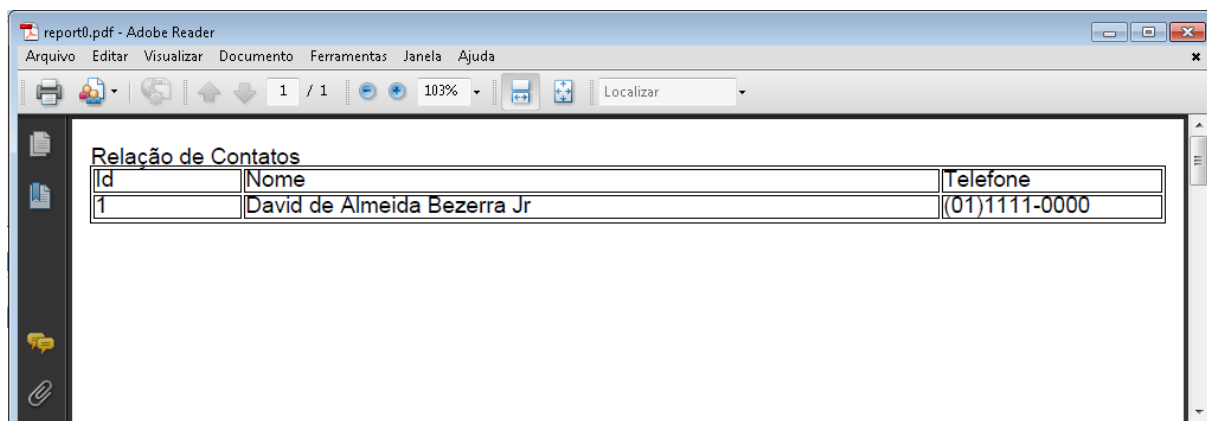 report0.pdf - Adobe Reader
Arquivo Editar Visualizar Documento Ferramentas Janela Ajuda
1 / 1 103% Localizar
Relação de Contatos
Id Nome Telefone
1 David de Almeida Bezerra Jr (01)1111-0000